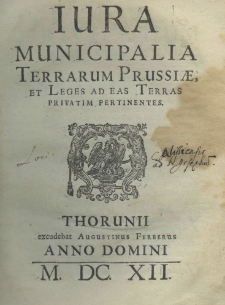 IURA
MUNICIPALIA
TERRARUM PRUSSIÆ,
ET LEGES AD EAS TERRAS
PRIVATIM PERTINENTES.
THORUNII
excudebat AUGUSTINUS FERBERUS
ANNO DOMINI
M. DC. XII.